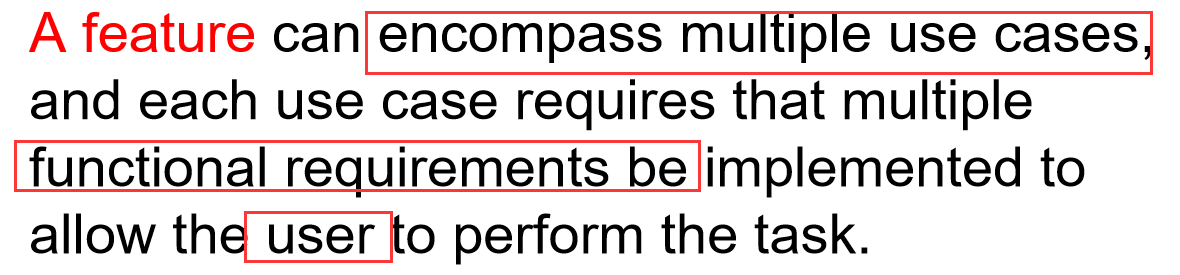 A feature can encompass multiple use cases,
and each use case requires that multiple
functional requirements be implemented to
allow the user to perform the task.